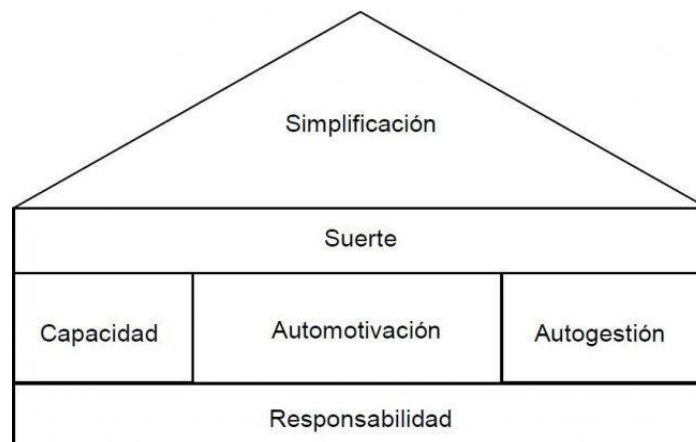 Simplificación
Suerte
Capacidad
Automotivación
Autogestión
Responsabilidad